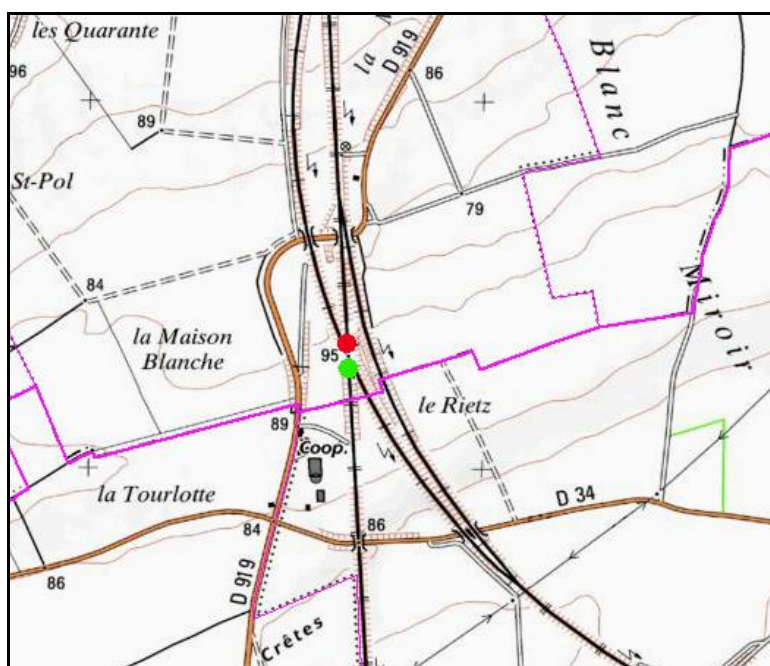 les Quarante
la
D 919
86
Blanc
96
89
St-Pol
79
84
Miroir
la Maison
Blanche
95
le Rietz
89
Coop.
la Tourlotte
D 34
84
86
86
D 919
Crêtes